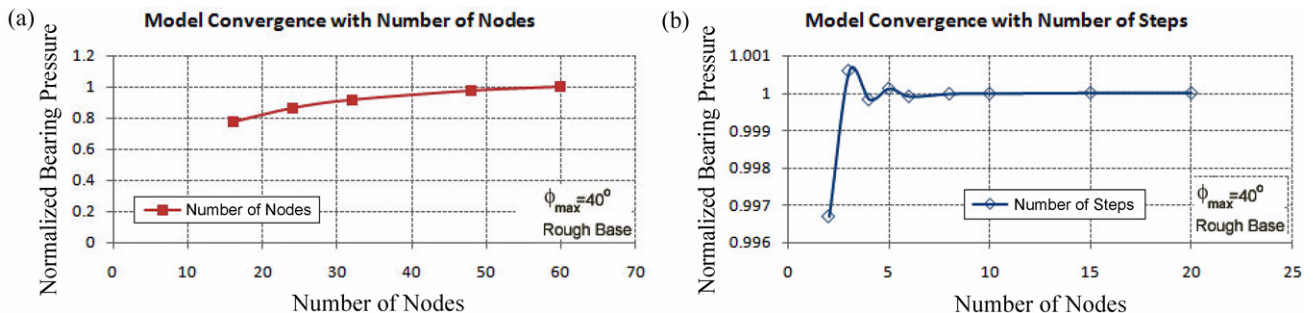 (a)
Model Convergence with Number of Nodes
Normalized Bearing Pressure
1.2
1
0.8
0.6
0.4
0.2
0
Number of Nodes
ϕmax=40°
Rough Base
0 10 20 30 40 50 60 70
Number of Nodes
(b)
Model Convergence with Number of Steps
Normalized Bearing Pressure
1.001
1
0.999
0.998
0.997
0.996
Number of Steps
ϕmax=40°
Rough Base
0 5 10 15 20 25
Number of Nodes